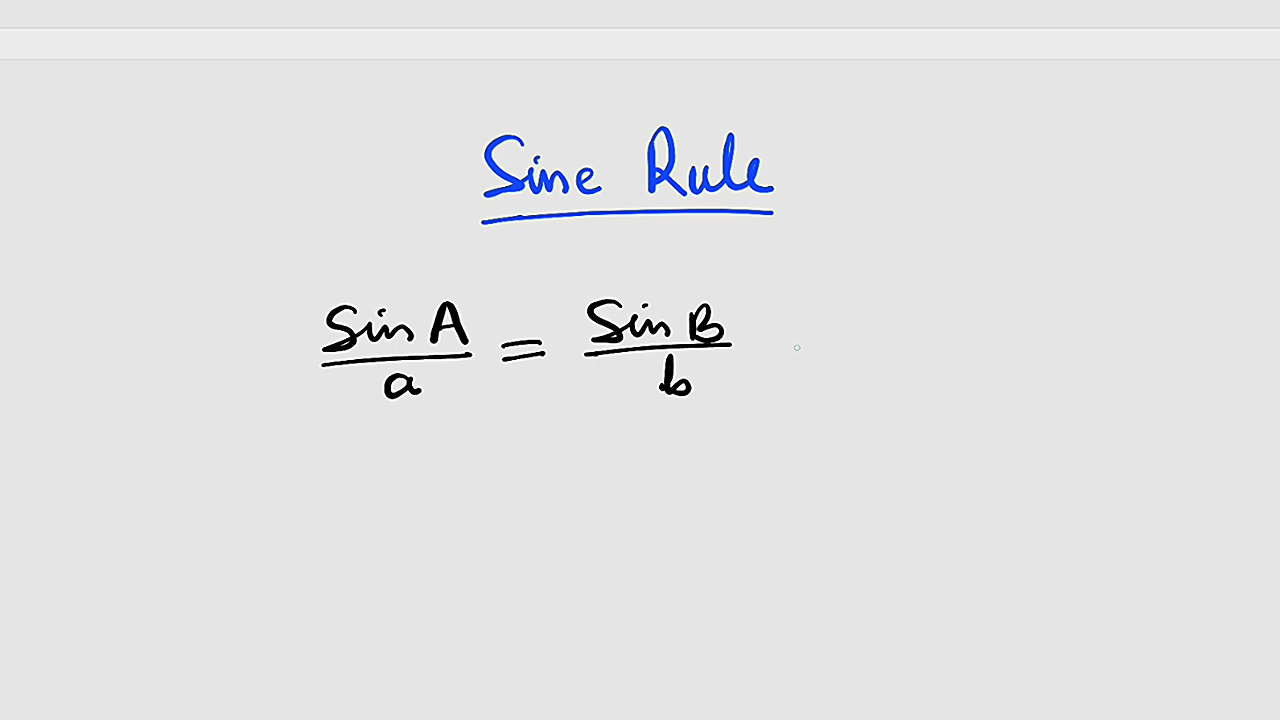 Sine Rule
Sin A / a = Sin B / b